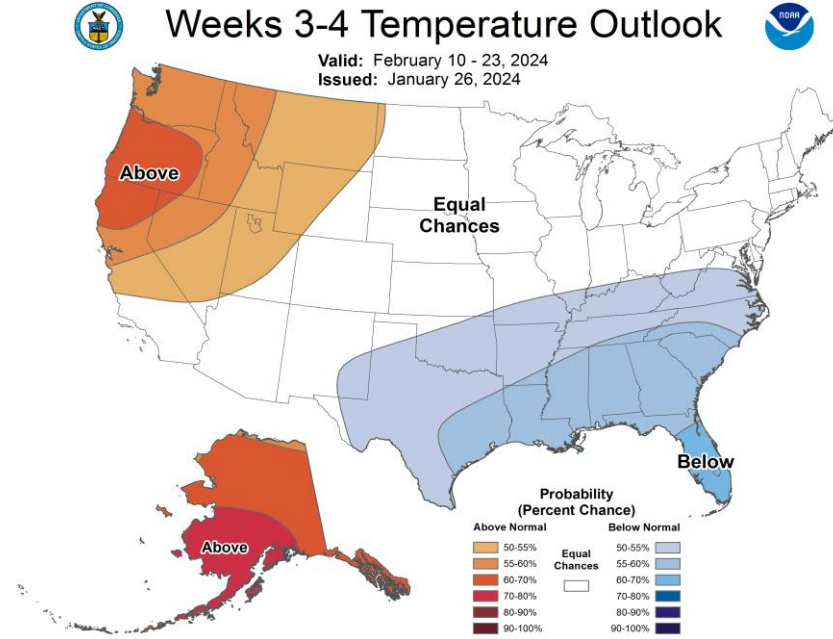 Weeks 3-4 Temperature Outlook
NOAA
Valid: February 10 - 23, 2024
Issued: January 26, 2024
Above
Equal
Chances
Below
Above
Probability
(Percent Chance)
Above Normal
Below Normal
50-55%
55-60%
60-70%
70-80%
80-90%
90-100%
Equal
Chances
50-55%
55-60%
60-70%
70-80%
80-90%
90-100%